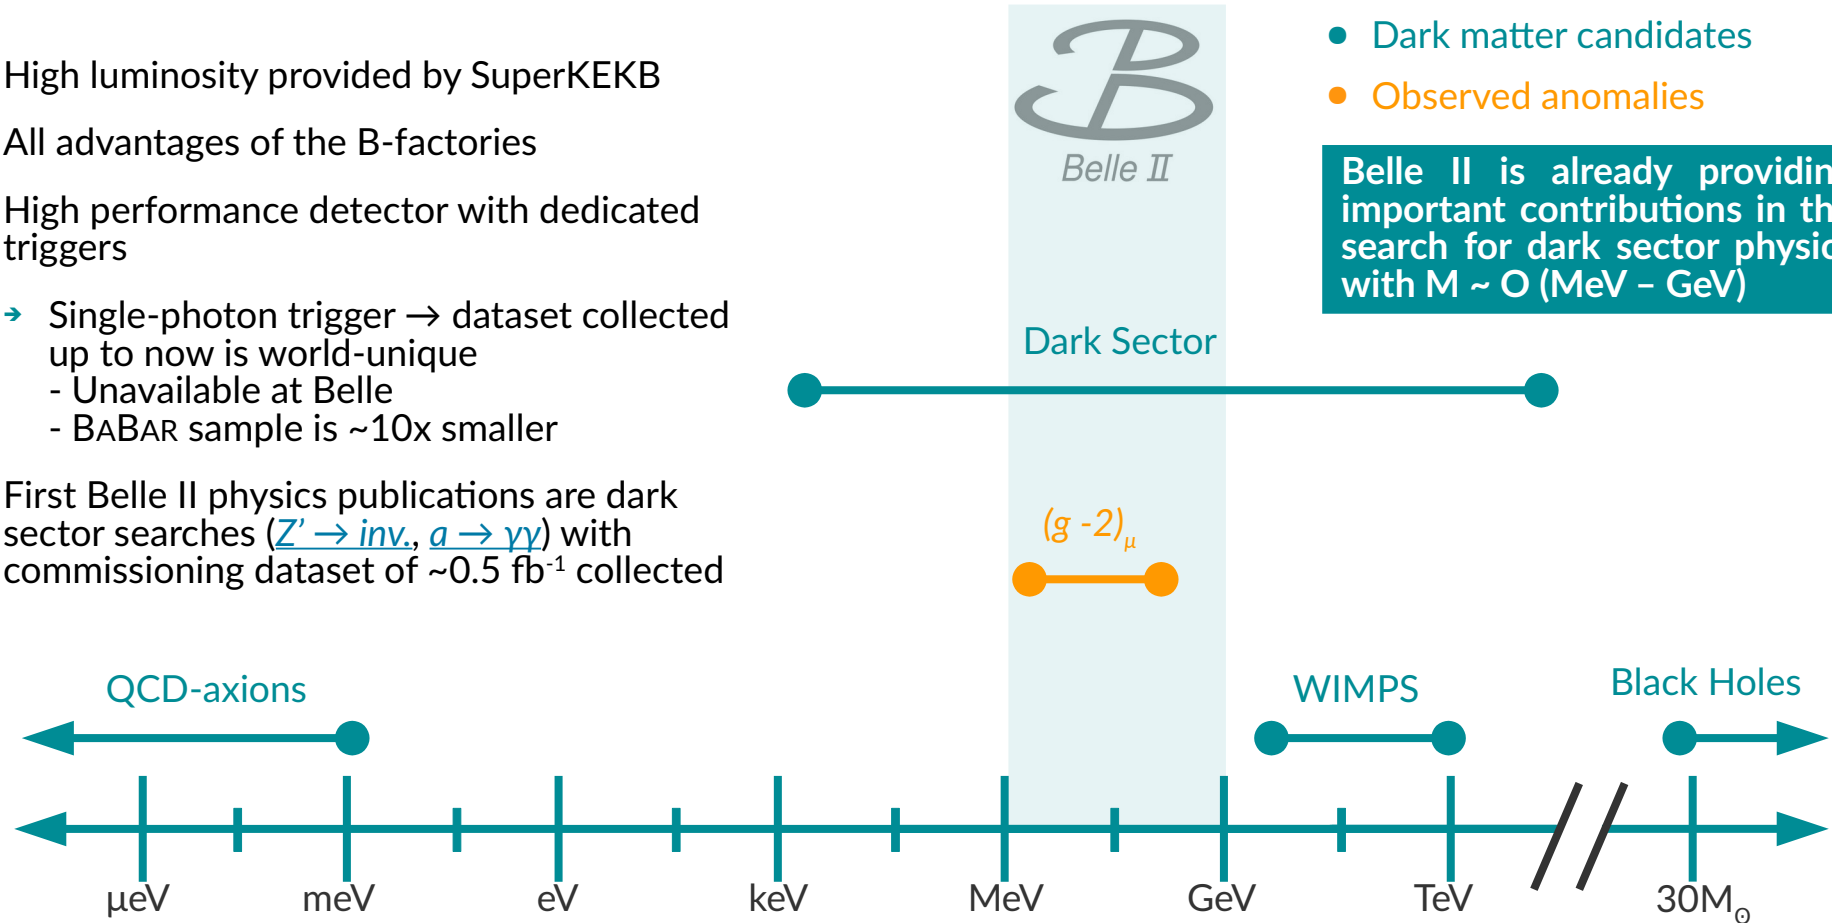 High luminosity provided by SuperKEKB
All advantages of the B-factories
High performance detector with dedicated
triggers
➔ Single-photon trigger → dataset collected
up to now is world-unique
- Unavailable at Belle
- BABAR sample is ~10x smaller
First Belle II physics publications are dark
sector searches (Z’ → inv., a → γγ) with
commissioning dataset of ~0.5 fb⁻¹ collected
Belle II
• Dark matter candidates
• Observed anomalies
Belle II is already providin
important contributions in th
search for dark sector physic
with M ~ O (MeV – GeV)
Dark Sector
(g -2)μ
QCD-axions
WIMPS
Black Holes
μeV meV eV keV MeV GeV TeV 30M⊙